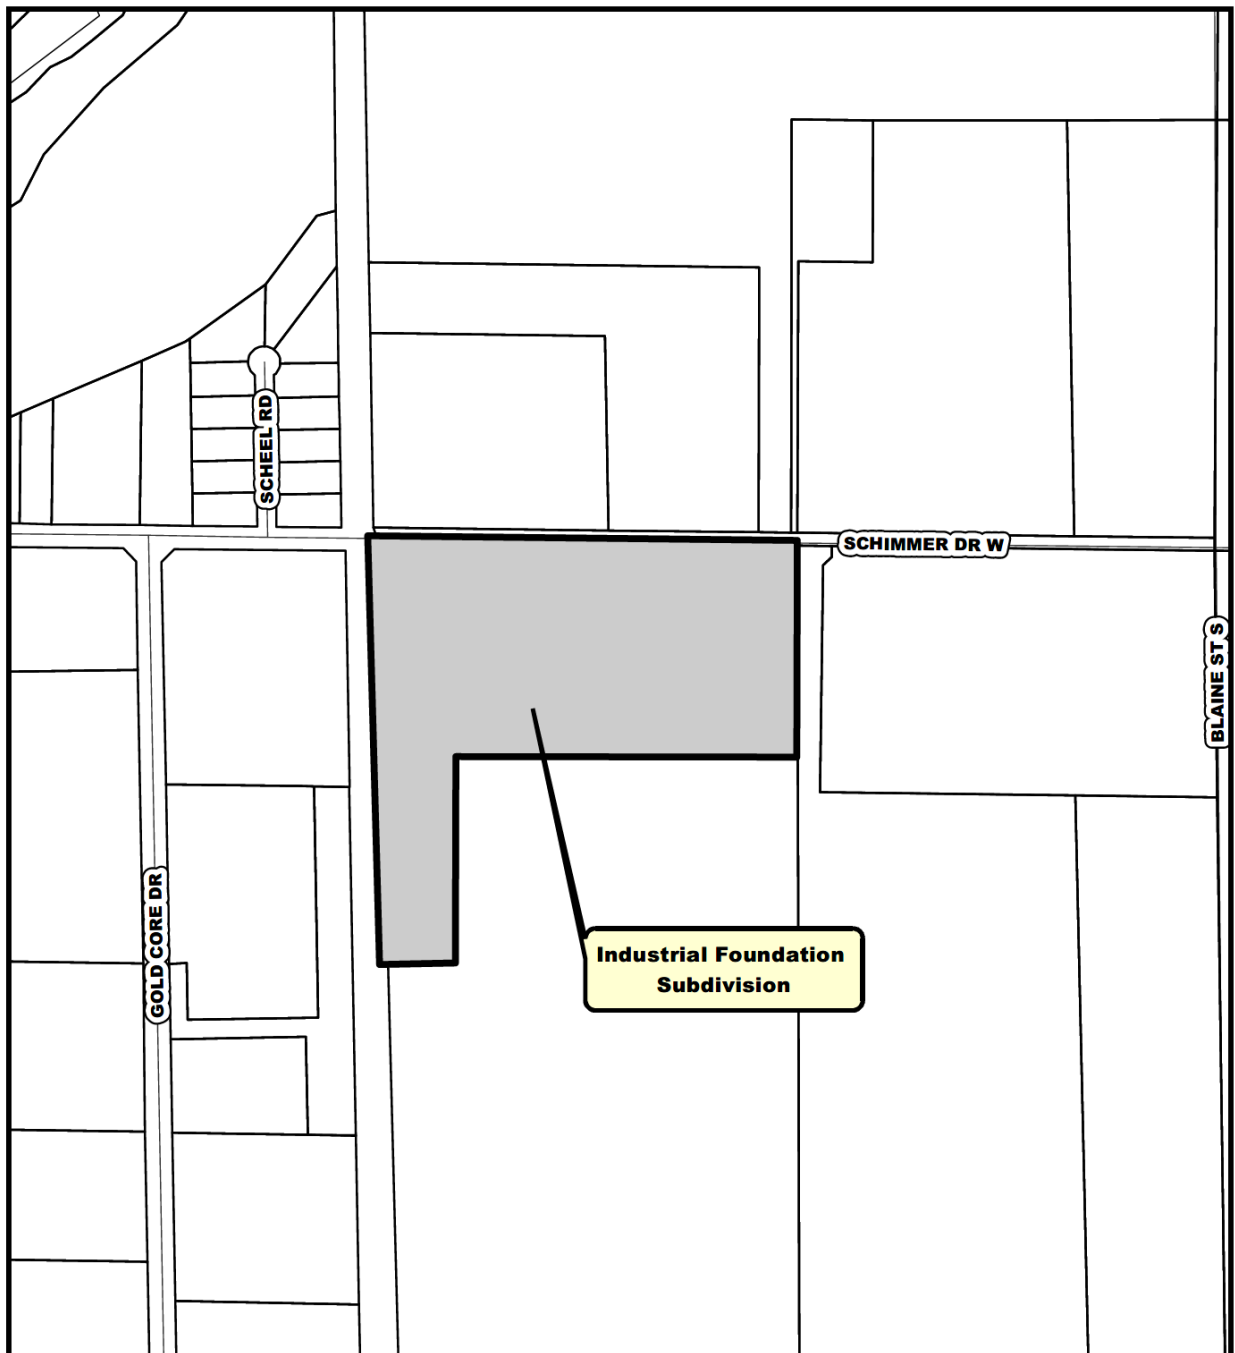 SCHEEL RD
SCHIMMER DR W
BLAINE ST S
GOLD CORE DR
Industrial Foundation
Subdivision